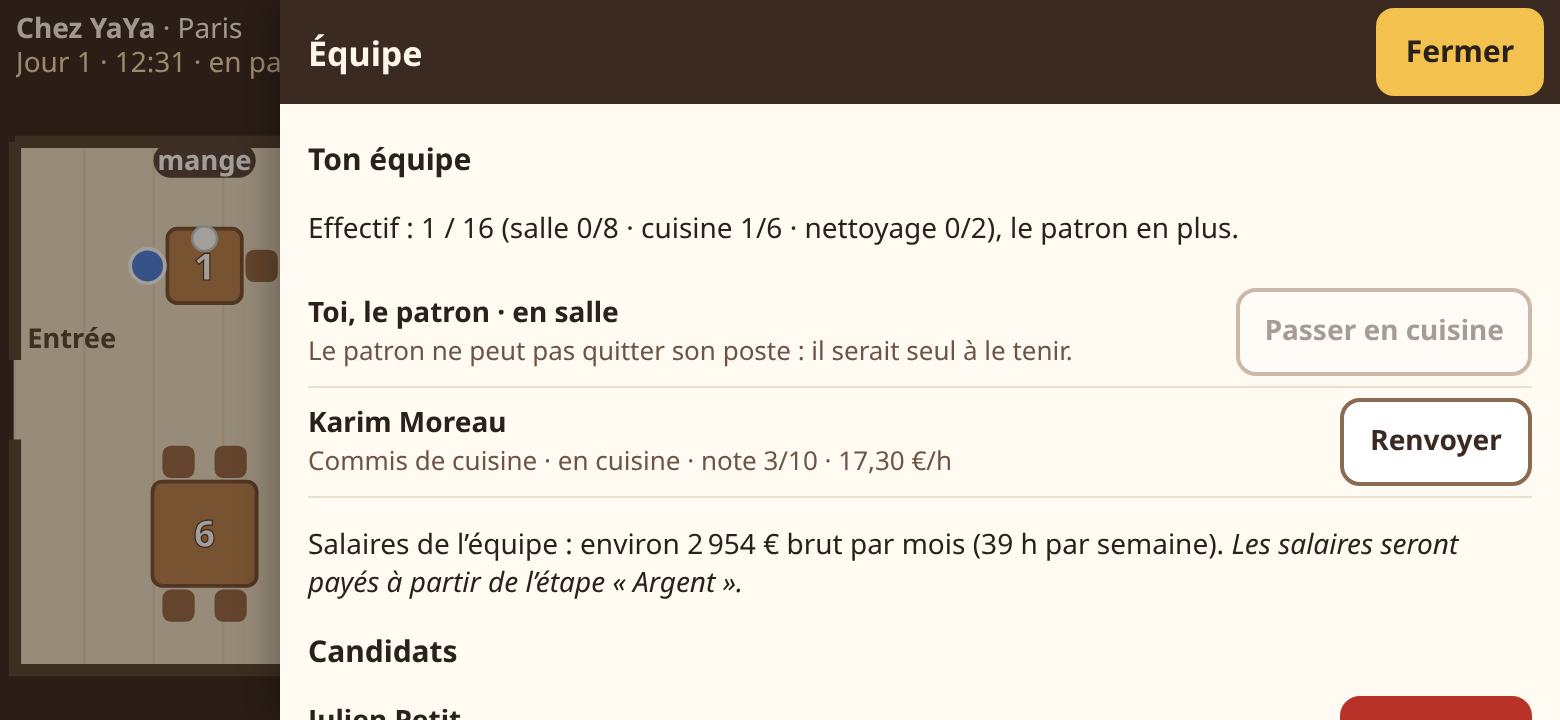 Chez YaYa · Paris
Jour 1 · 12:31 · en pa
mange
1
Entrée
6
Équipe
Fermer
Ton équipe
Effectif : 1 / 16 (salle 0/8 · cuisine 1/6 · nettoyage 0/2), le patron en plus.
Toi, le patron · en salle
Le patron ne peut pas quitter son poste : il serait seul à le tenir.
Passer en cuisine
Karim Moreau
Commis de cuisine · en cuisine · note 3/10 · 17,30 €/h
Renvoyer
Salaires de l’équipe : environ 2 954 € brut par mois (39 h par semaine). Les salaires seront
payés à partir de l’étape « Argent ».
Candidats
Julien Petit